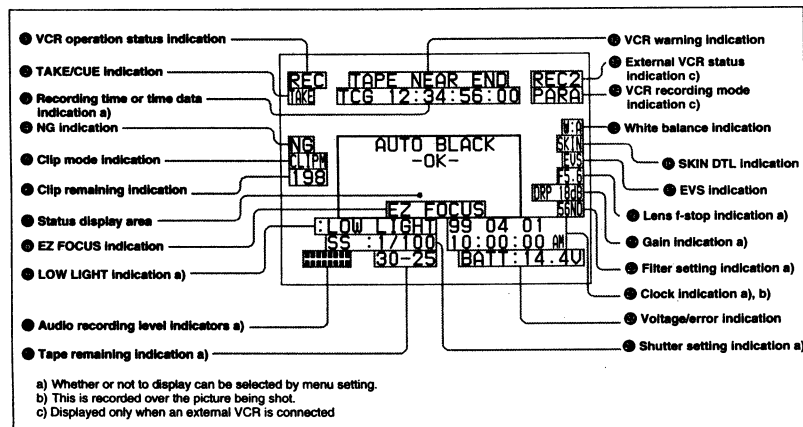 VCR operation status indication
TAKE/CUE indication
Recording time or time data
indication a)
NG indication
Clip mode indication
Clip remaining indication
Status display area
EZ FOCUS indication
LOW LIGHT indication a)
Audio recording level indicators a)
Tape remaining indication a)
REC
TAPE NEAR END
REC2
TAKE
TCG 12:34:56:00
PARA
W:A
NG
AUTO BLACK
SKIN
CLIPM
-OK-
EVS
198
F5.6
DRP 18dB
EZ FOCUS
56ND
:LOW LIGHT
99 04 01
SS :1/100
10:00:00 AM
30-25
BATT:14.4V
VCR warning indication
External VCR status
indication c)
VCR recording mode
indication c)
White balance indication
SKIN DTL indication
EVS indication
Lens f-stop indication a)
Gain indication a)
Filter setting indication a)
Clock indication a), b)
Voltage/error indication
Shutter setting indication a)
a) Whether or not to display can be selected by menu setting.
b) This is recorded over the picture being shot.
c) Displayed only when an external VCR is connected